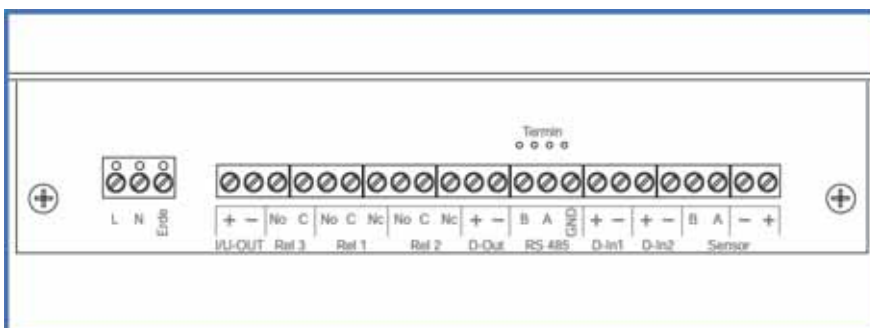 Termin
L N Erde + − No C No C Nc No C Nc + − B A GND + − + − B A − +
I/U-OUT Rel 3 Rel 1 Rel 2 D-Out RS 485 D-In1 D-In2 Sensor